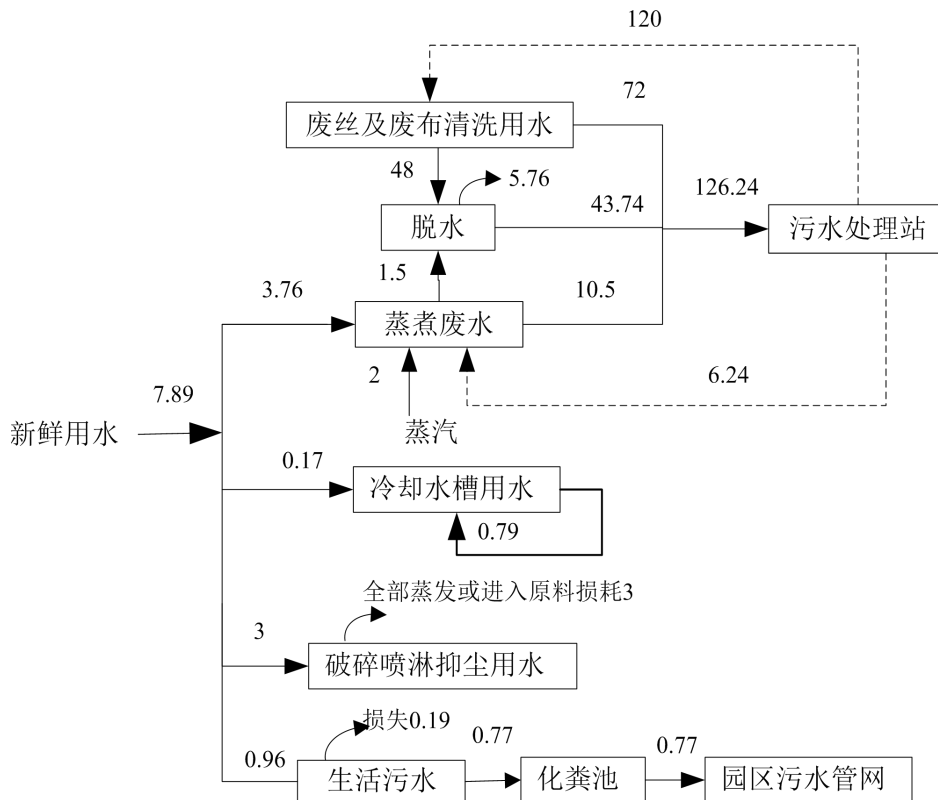 120
72
废丝及废布清洗用水
48
5.76
43.74
126.24
脱水
污水处理站
1.5
3.76
10.5
蒸煮废水
2
6.24
7.89
新鲜用水
蒸汽
0.17
冷却水槽用水
0.79
全部蒸发或进入原料损耗3
3
破碎喷淋抑尘用水
损失0.19
0.96
0.77
0.77
生活污水
化粪池
园区污水管网